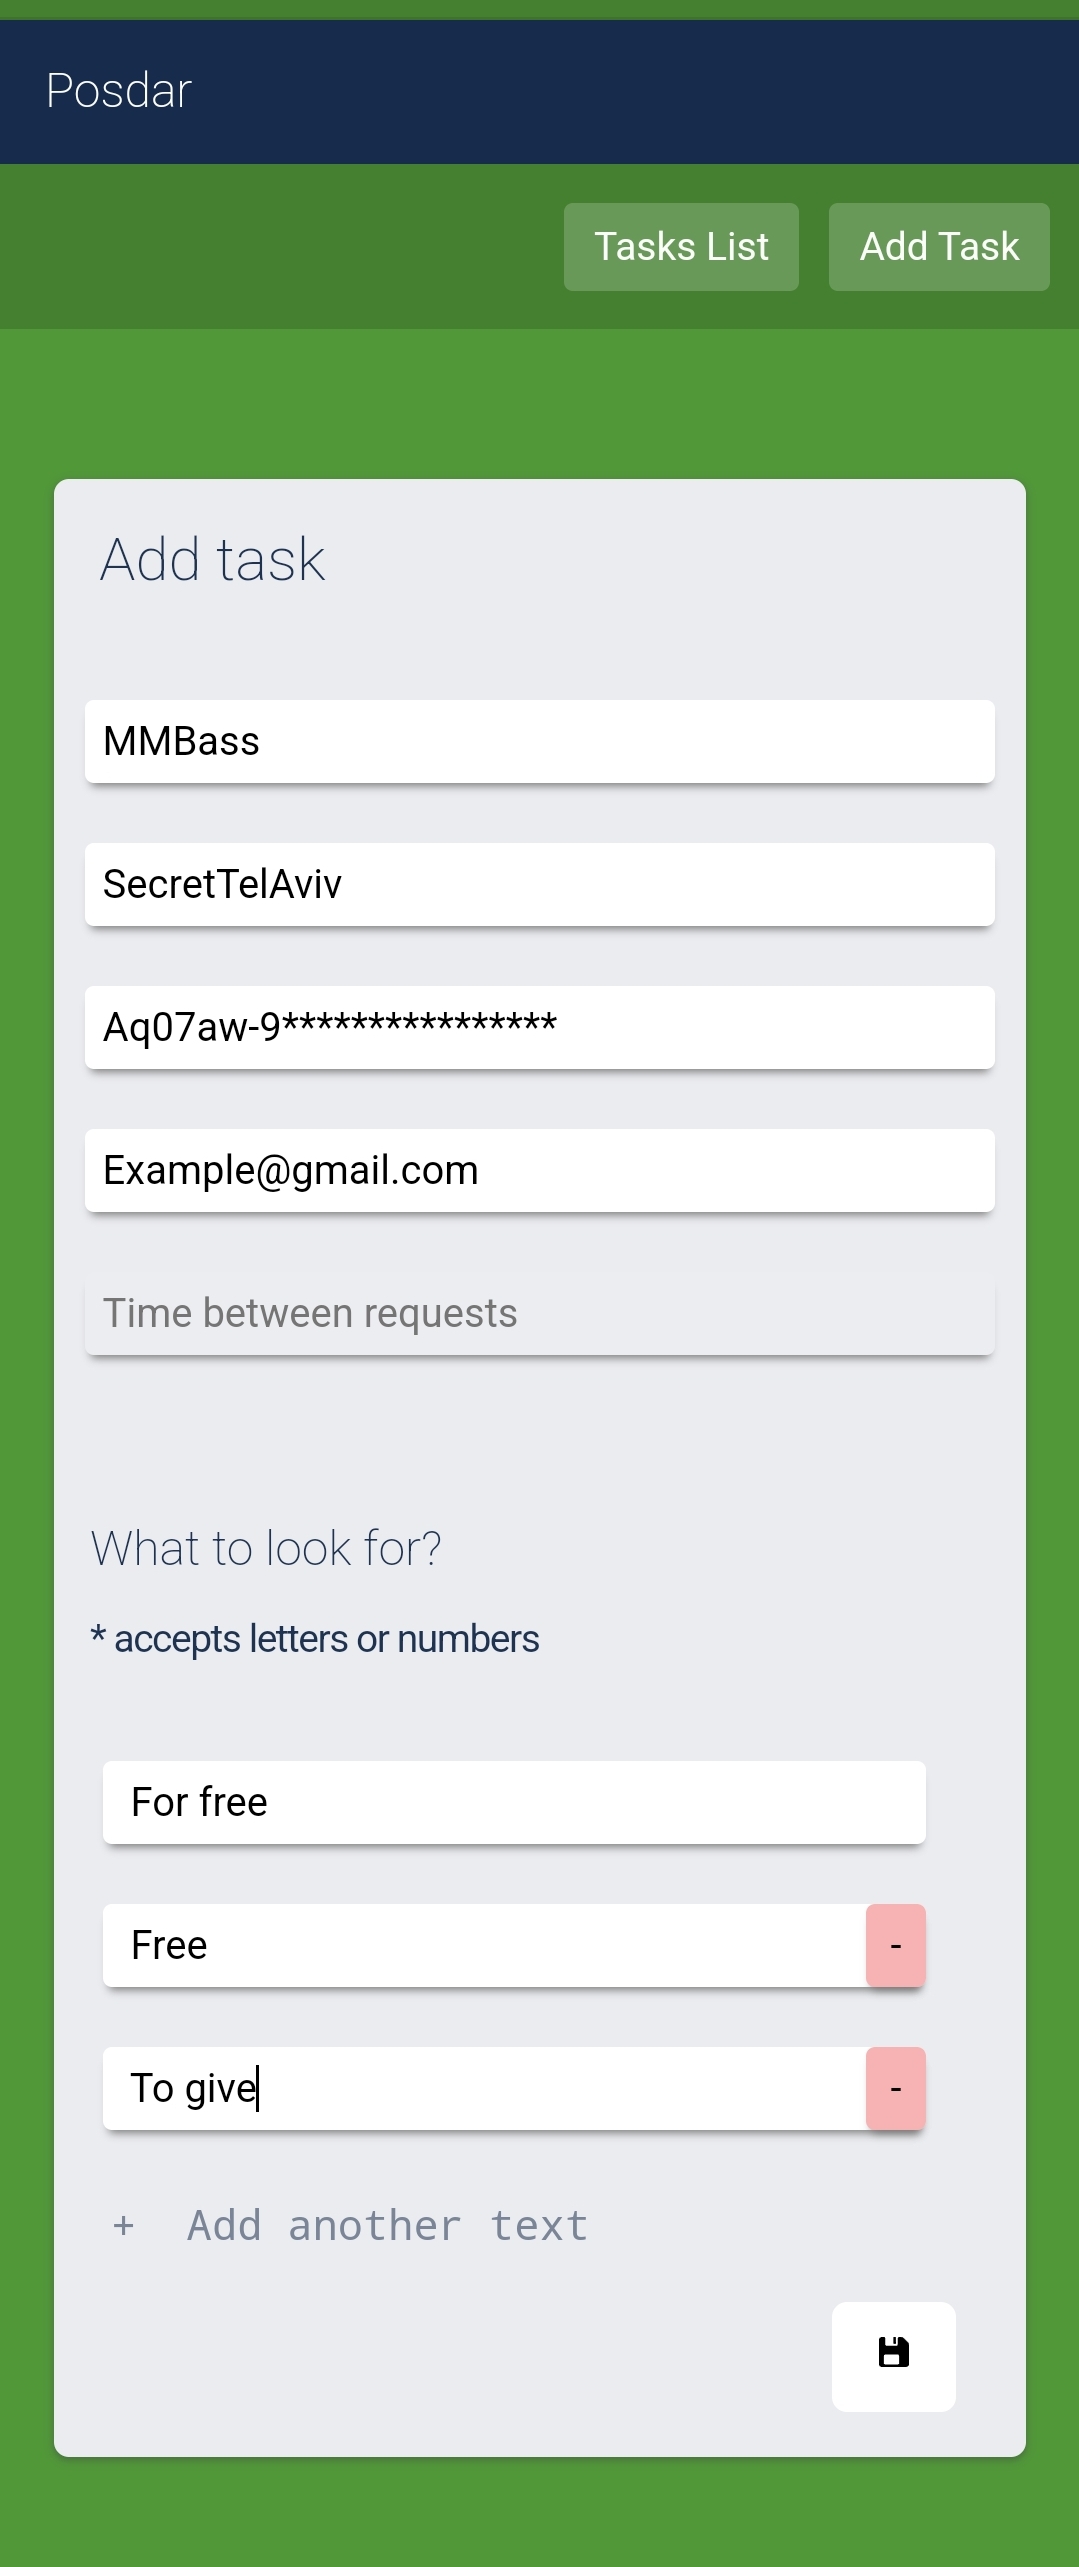 Posdar
Tasks List
Add Task
Add task
MMBass
SecretTelAviv
Aq07aw-9****************
Example@gmail.com
Time between requests
What to look for?
* accepts letters or numbers
For free
Free
-
To give
-
+ Add another text